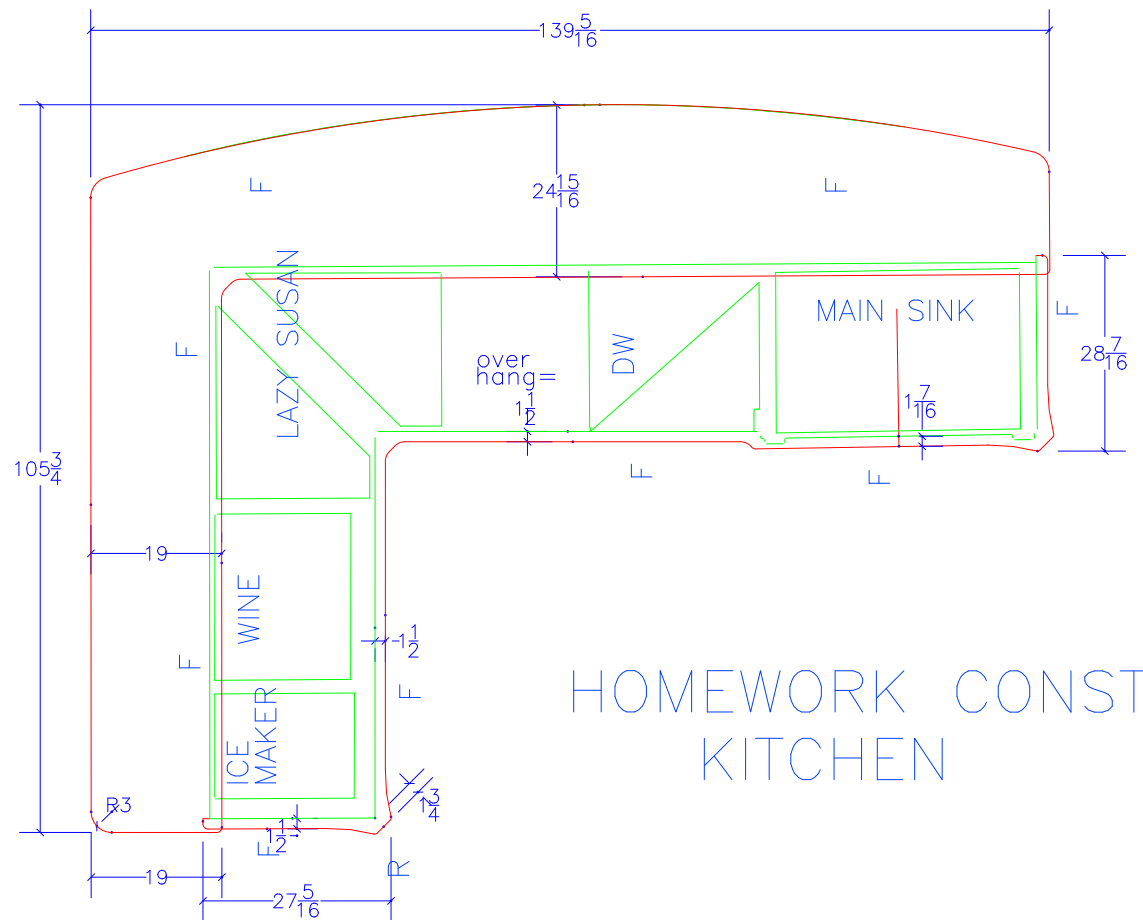 139 5/16
F
F
24 15/16
LAZY SUSAN
MAIN SINK
F
F
over
hang=
1 1/2
DW
28 7/16
1 7/16
105 3/4
F
F
19
WINE
1 1/2
F
F
HOMEWORK CONST
KITCHEN
ICE
MAKER
R3
1 3/4
1 1/2
F
R
19
27 5/16